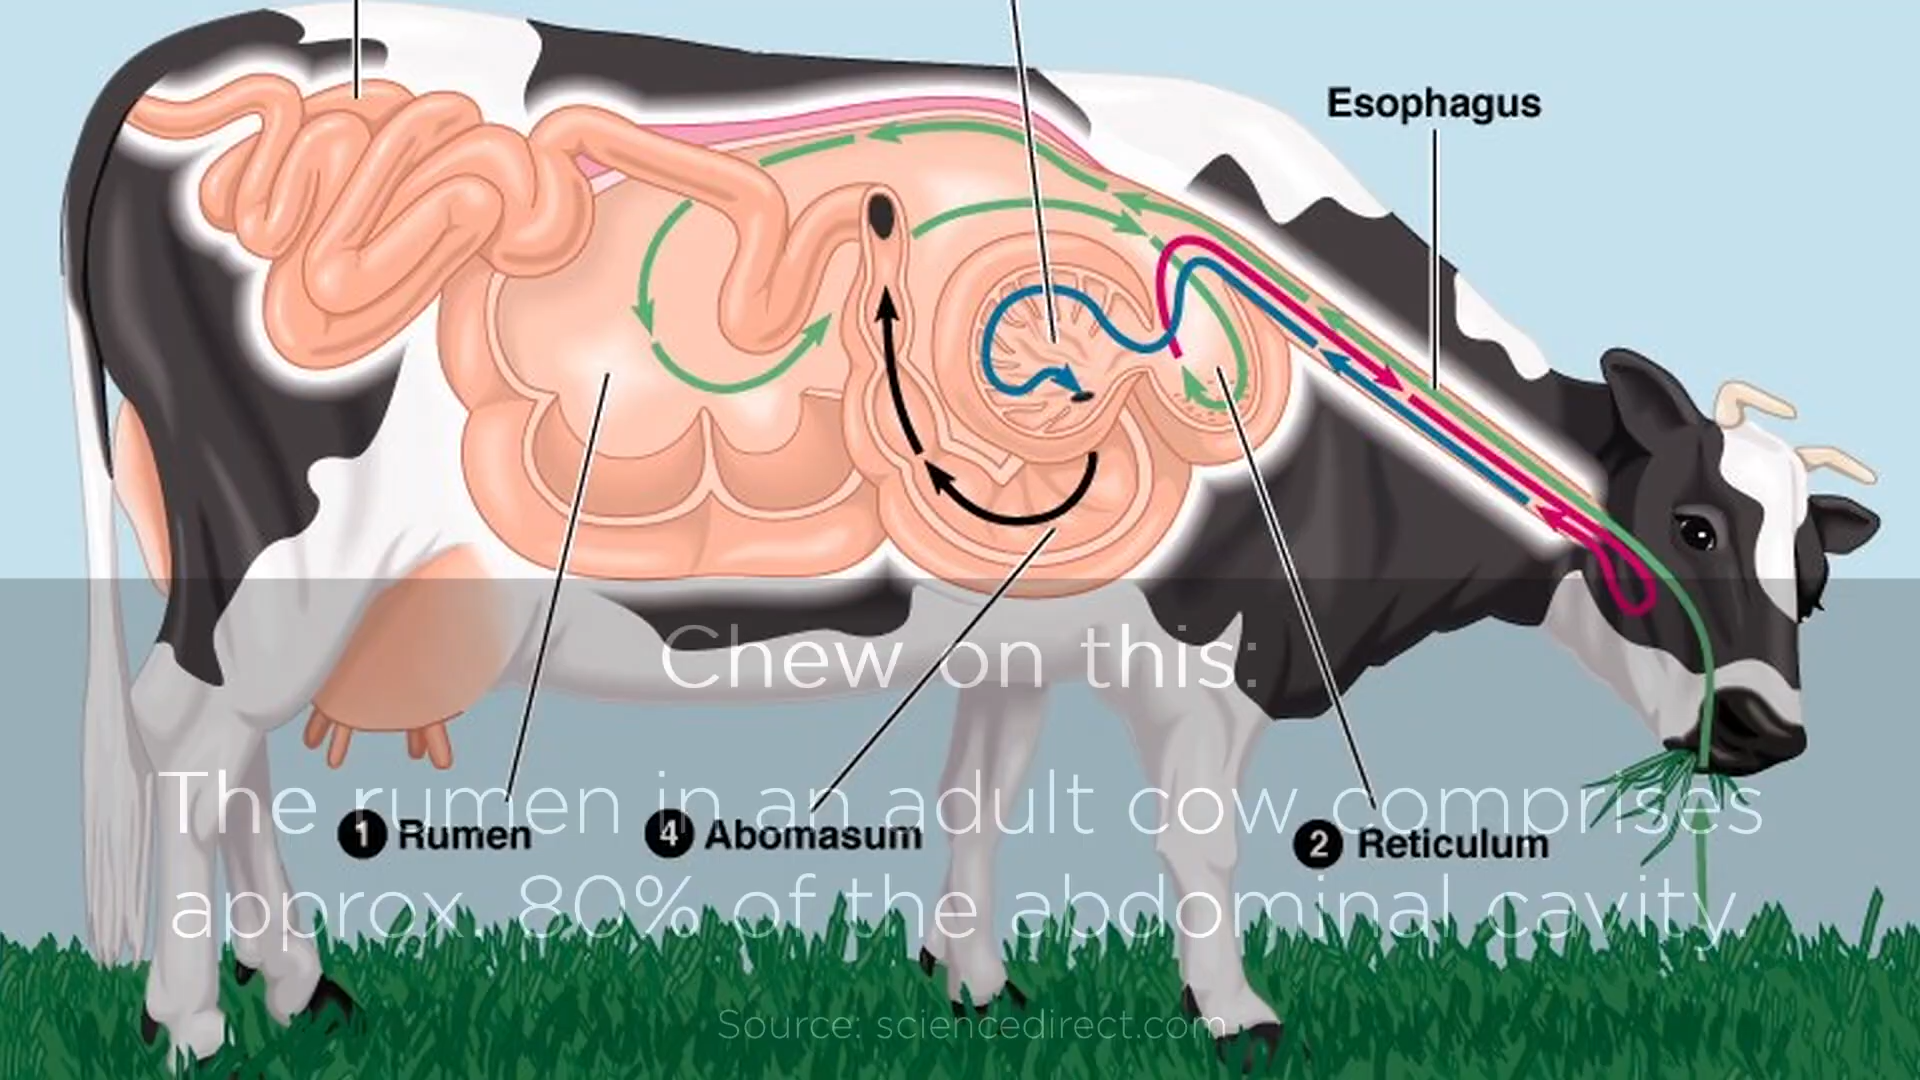 Esophagus
Chew on this:
The rumen in an adult cow comprises
approx. 80% of the abdominal cavity.
1 Rumen
4 Abomasum
2 Reticulum
Source: sciencedirect.com